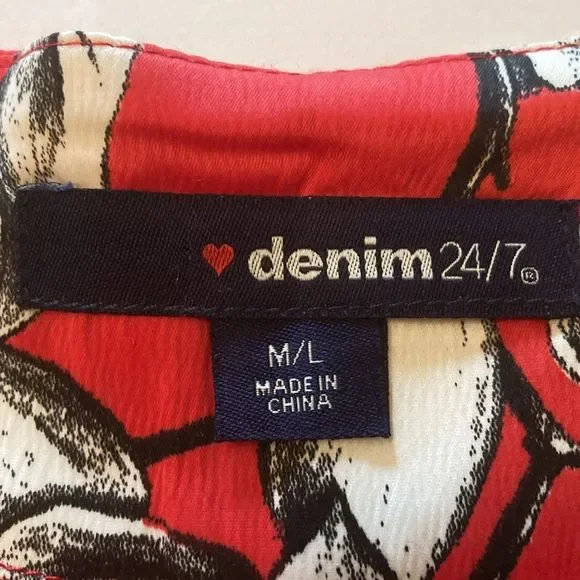 ♥ denim 24/7®
M/L
MADE IN
CHINA